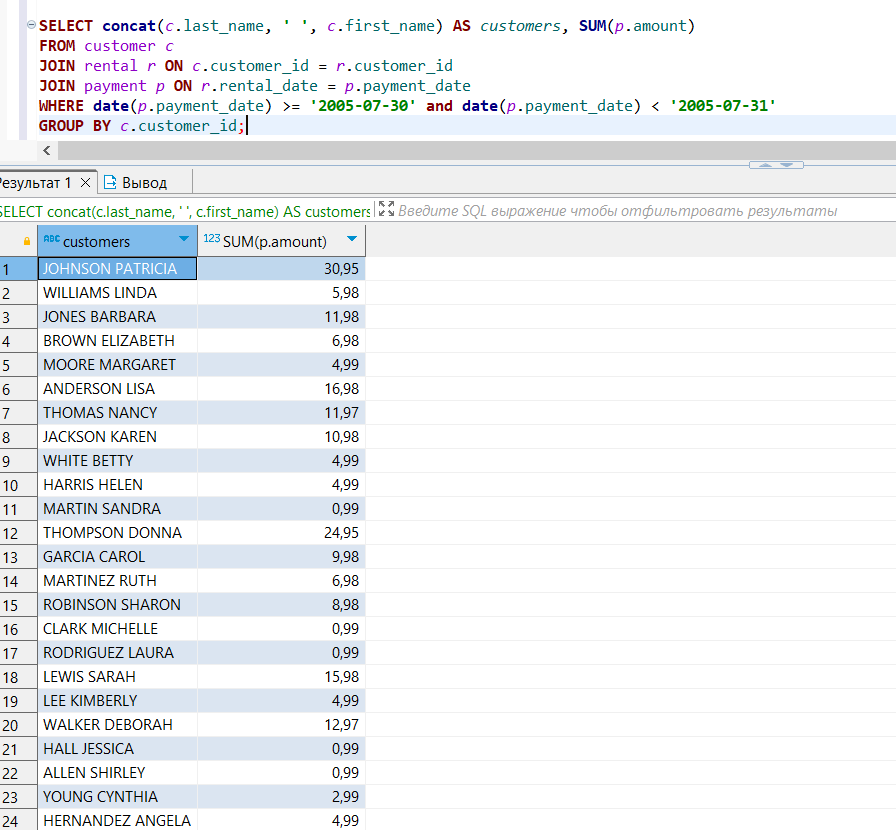 SELECT concat(c.last_name, ' ', c.first_name) AS customers, SUM(p.amount)
FROM customer c
JOIN rental r ON c.customer_id = r.customer_id
JOIN payment p ON r.rental_date = p.payment_date
WHERE date(p.payment_date) >= '2005-07-30' and date(p.payment_date) < '2005-07-31'
GROUP BY c.customer_id;
Результат 1 Вывод
SELECT concat(c.last_name, ' ', c.first_name) AS customers Введите SQL выражение чтобы отфильтровать результаты
ABC customers 123 SUM(p.amount)
1 JOHNSON PATRICIA 30,95
2 WILLIAMS LINDA 5,98
3 JONES BARBARA 11,98
4 BROWN ELIZABETH 6,98
5 MOORE MARGARET 4,99
6 ANDERSON LISA 16,98
7 THOMAS NANCY 11,97
8 JACKSON KAREN 10,98
9 WHITE BETTY 4,99
10 HARRIS HELEN 4,99
11 MARTIN SANDRA 0,99
12 THOMPSON DONNA 24,95
13 GARCIA CAROL 9,98
14 MARTINEZ RUTH 6,98
15 ROBINSON SHARON 8,98
16 CLARK MICHELLE 0,99
17 RODRIGUEZ LAURA 0,99
18 LEWIS SARAH 15,98
19 LEE KIMBERLY 4,99
20 WALKER DEBORAH 12,97
21 HALL JESSICA 0,99
22 ALLEN SHIRLEY 0,99
23 YOUNG CYNTHIA 2,99
24 HERNANDEZ ANGELA 4,99